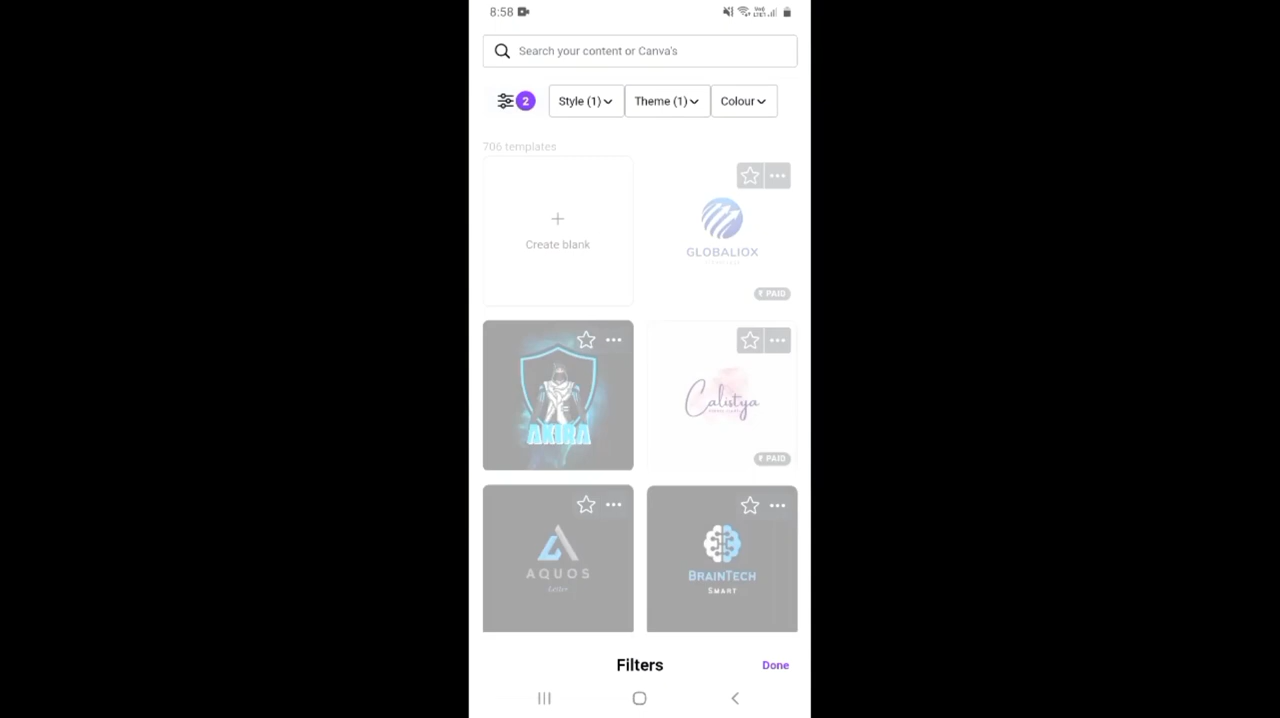 8:58
Search your content or Canva's
2
Style (1)
Theme (1)
Colour
706 templates
Create blank
GLOBALIOX
₹ PAID
AKIRA
Calistya
₹ PAID
AQUOS
Letter
BRAINTECH
SMART
Filters
Done